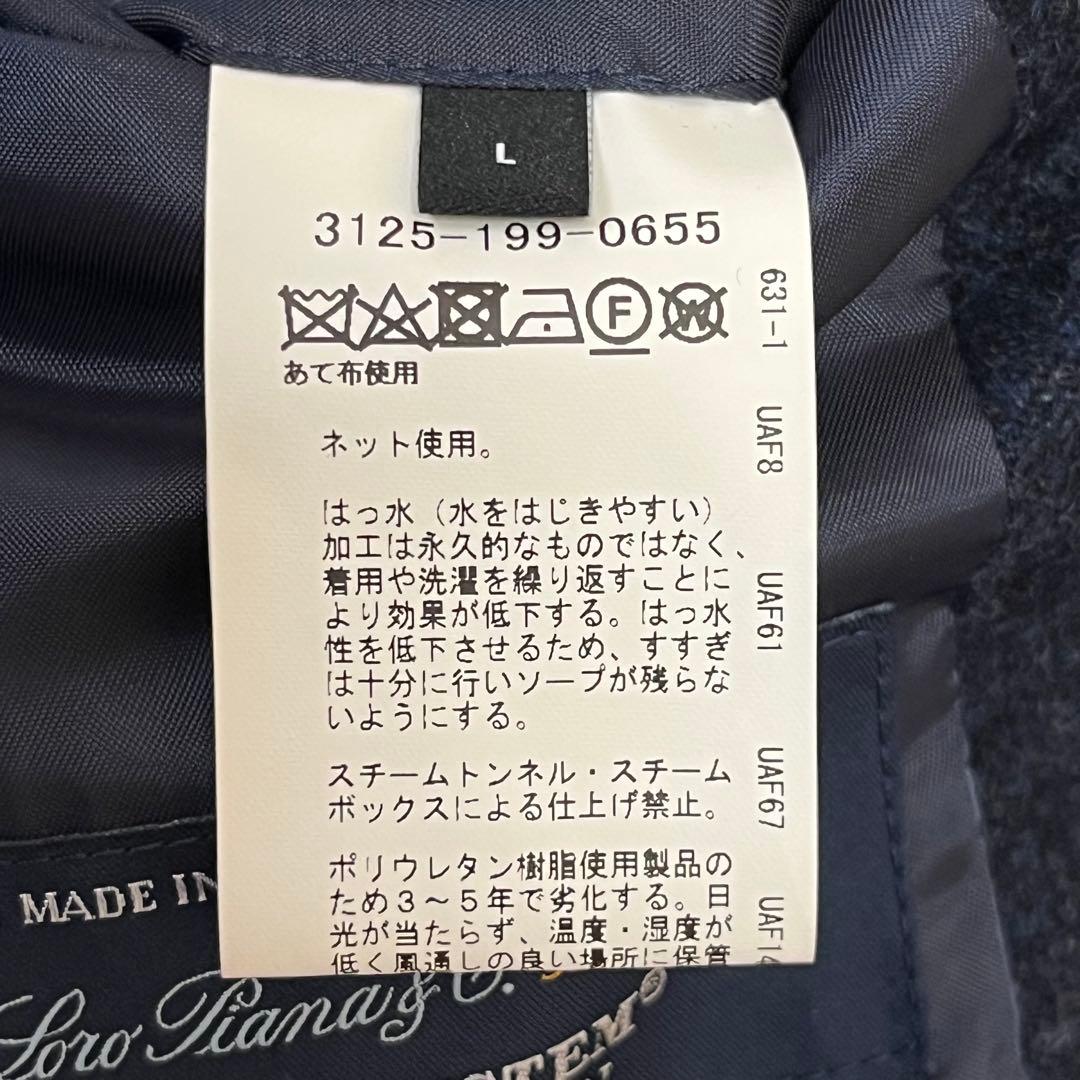 L
3125-199-0655
F W
あて布使用
ネット使用。
はっ水（水をはじきやすい）
加工は永久的なものではなく、
着用や洗濯を繰り返すことに
より効果が低下する。はっ水
性を低下させるため、すすぎ
は十分に行いソープが残らな
いようにする。
スチームトンネル・スチーム
ボックスによる仕上げ禁止。
ポリウレタン樹脂使用製品の
ため3～5年で劣化する。日
光が当たらず、温度・湿度が
低く風通しの良い場所に保管
631-1
UAF8
UAF61
UAF67
UAF14
MADE IN
Loro Piana & C.